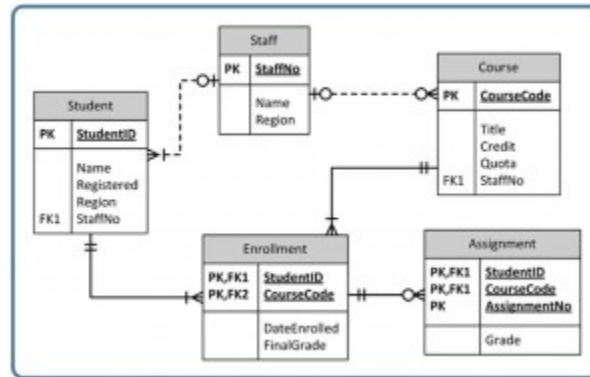 Staff
PK StaffNo
Name
Region
Course
PK CourseCode
Title
Credit
Quota
FK1 StaffNo
Student
PK StudentID
Name
Registered
Region
FK1 StaffNo
Enrollment
PK,FK1 StudentID
PK,FK2 CourseCode
DateEnrolled
FinalGrade
Assignment
PK,FK1 StudentID
PK,FK1 CourseCode
PK AssignmentNo
Grade